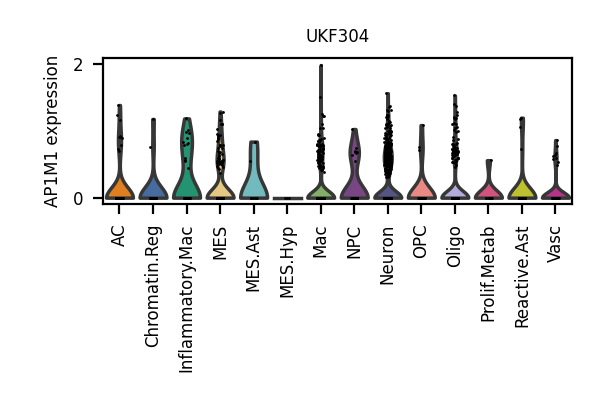 UKF304
AP1M1 expression
2
0
AC
Chromatin.Reg
Inflammatory.Mac
MES
MES.Ast
MES.Hyp
Mac
NPC
Neuron
OPC
Oligo
Prolif.Metab
Reactive.Ast
Vasc